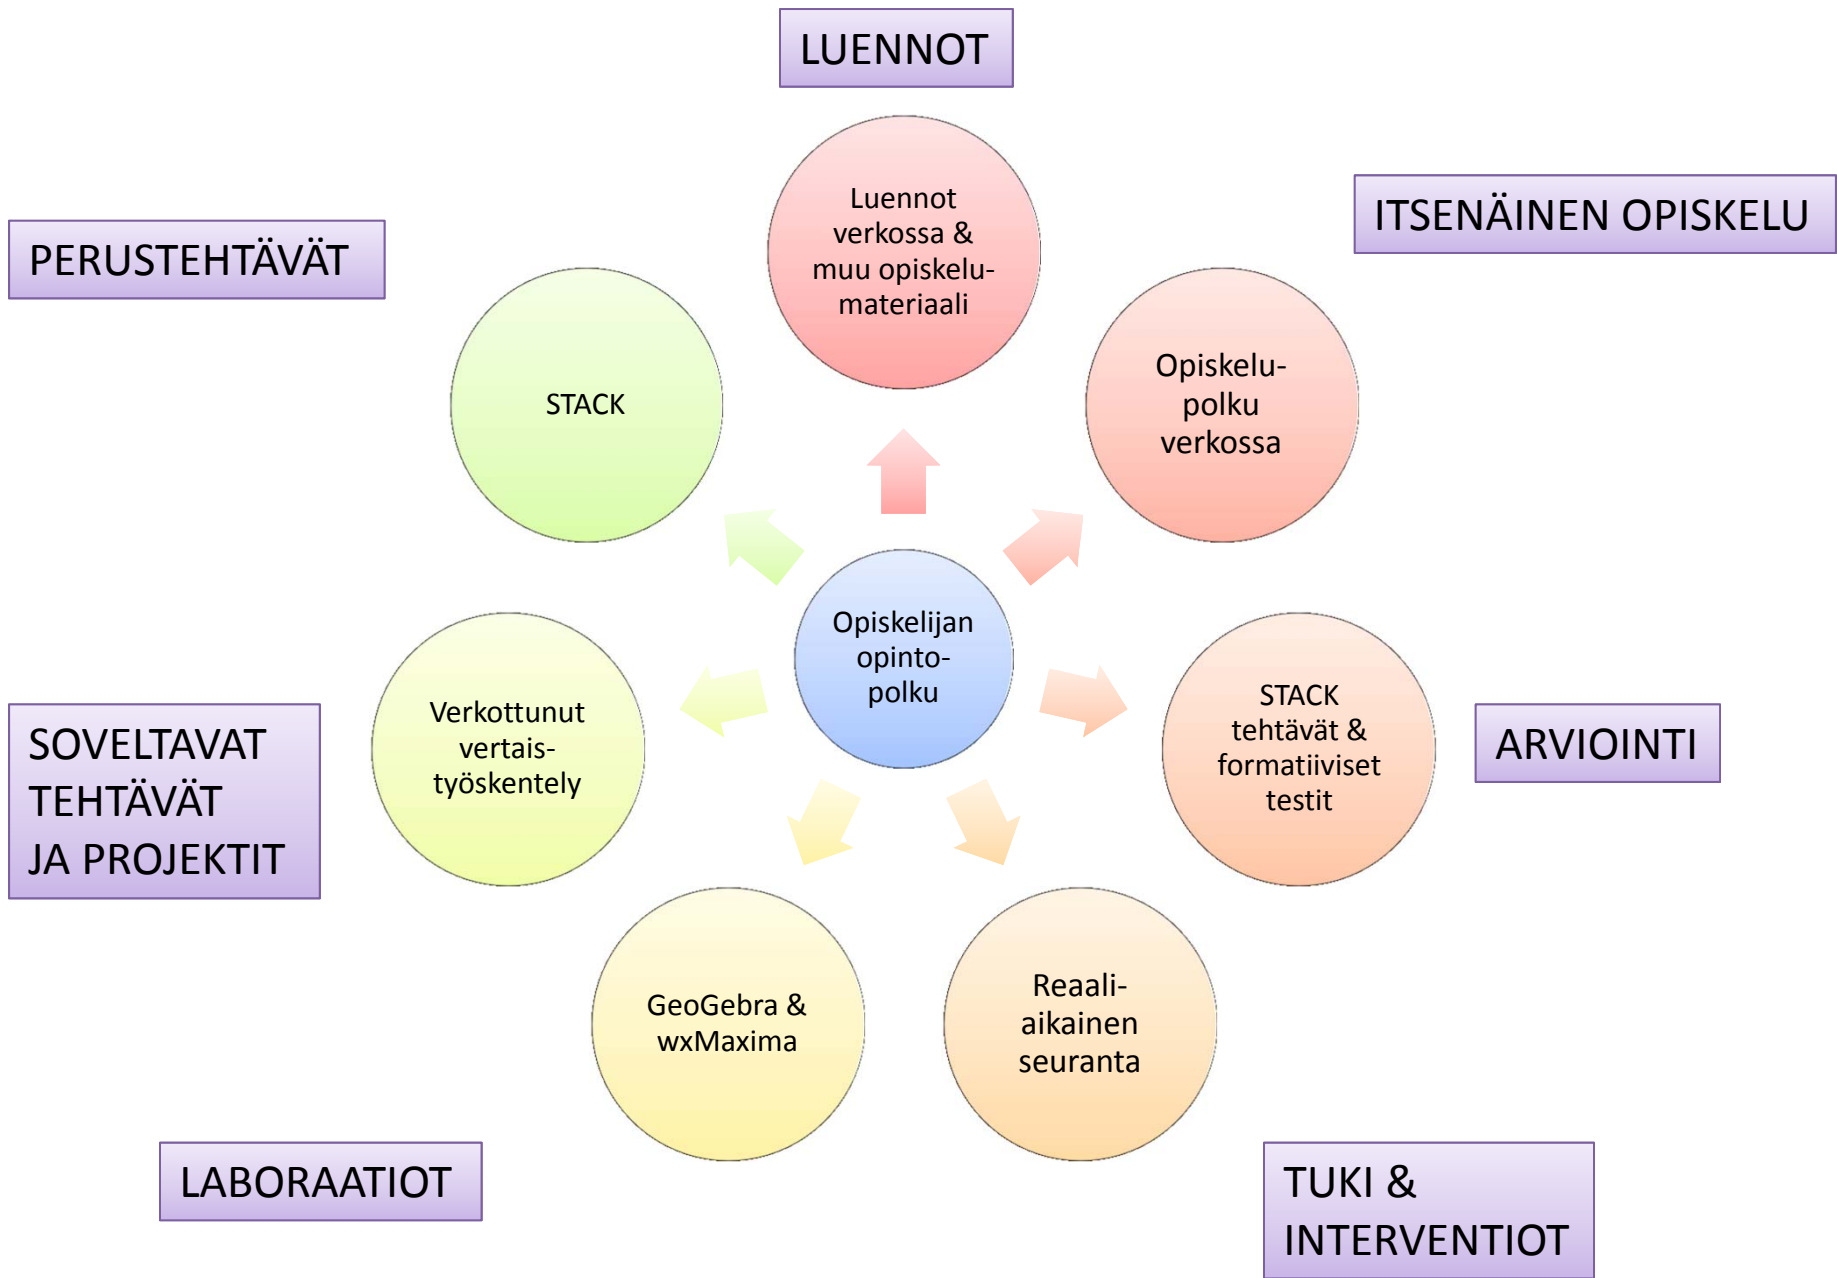 LUENNOT
Luennot
verkossa &
muu opiskelu-
materiaali
ITSENÄINEN OPISKELU
Opiskelu-
polku
verkossa
PERUSTEHTÄVÄT
STACK
Opiskelijan
opinto-
polku
STACK
tehtävät &
formatiiviset
testit
ARVIOINTI
Verkottunut
vertais-
työskentely
SOVELTAVAT
TEHTÄVÄT
JA PROJEKTIT
GeoGebra &
wxMaxima
LABORAATIOT
Reaali-
aikainen
seuranta
TUKI &
INTERVENTIOT